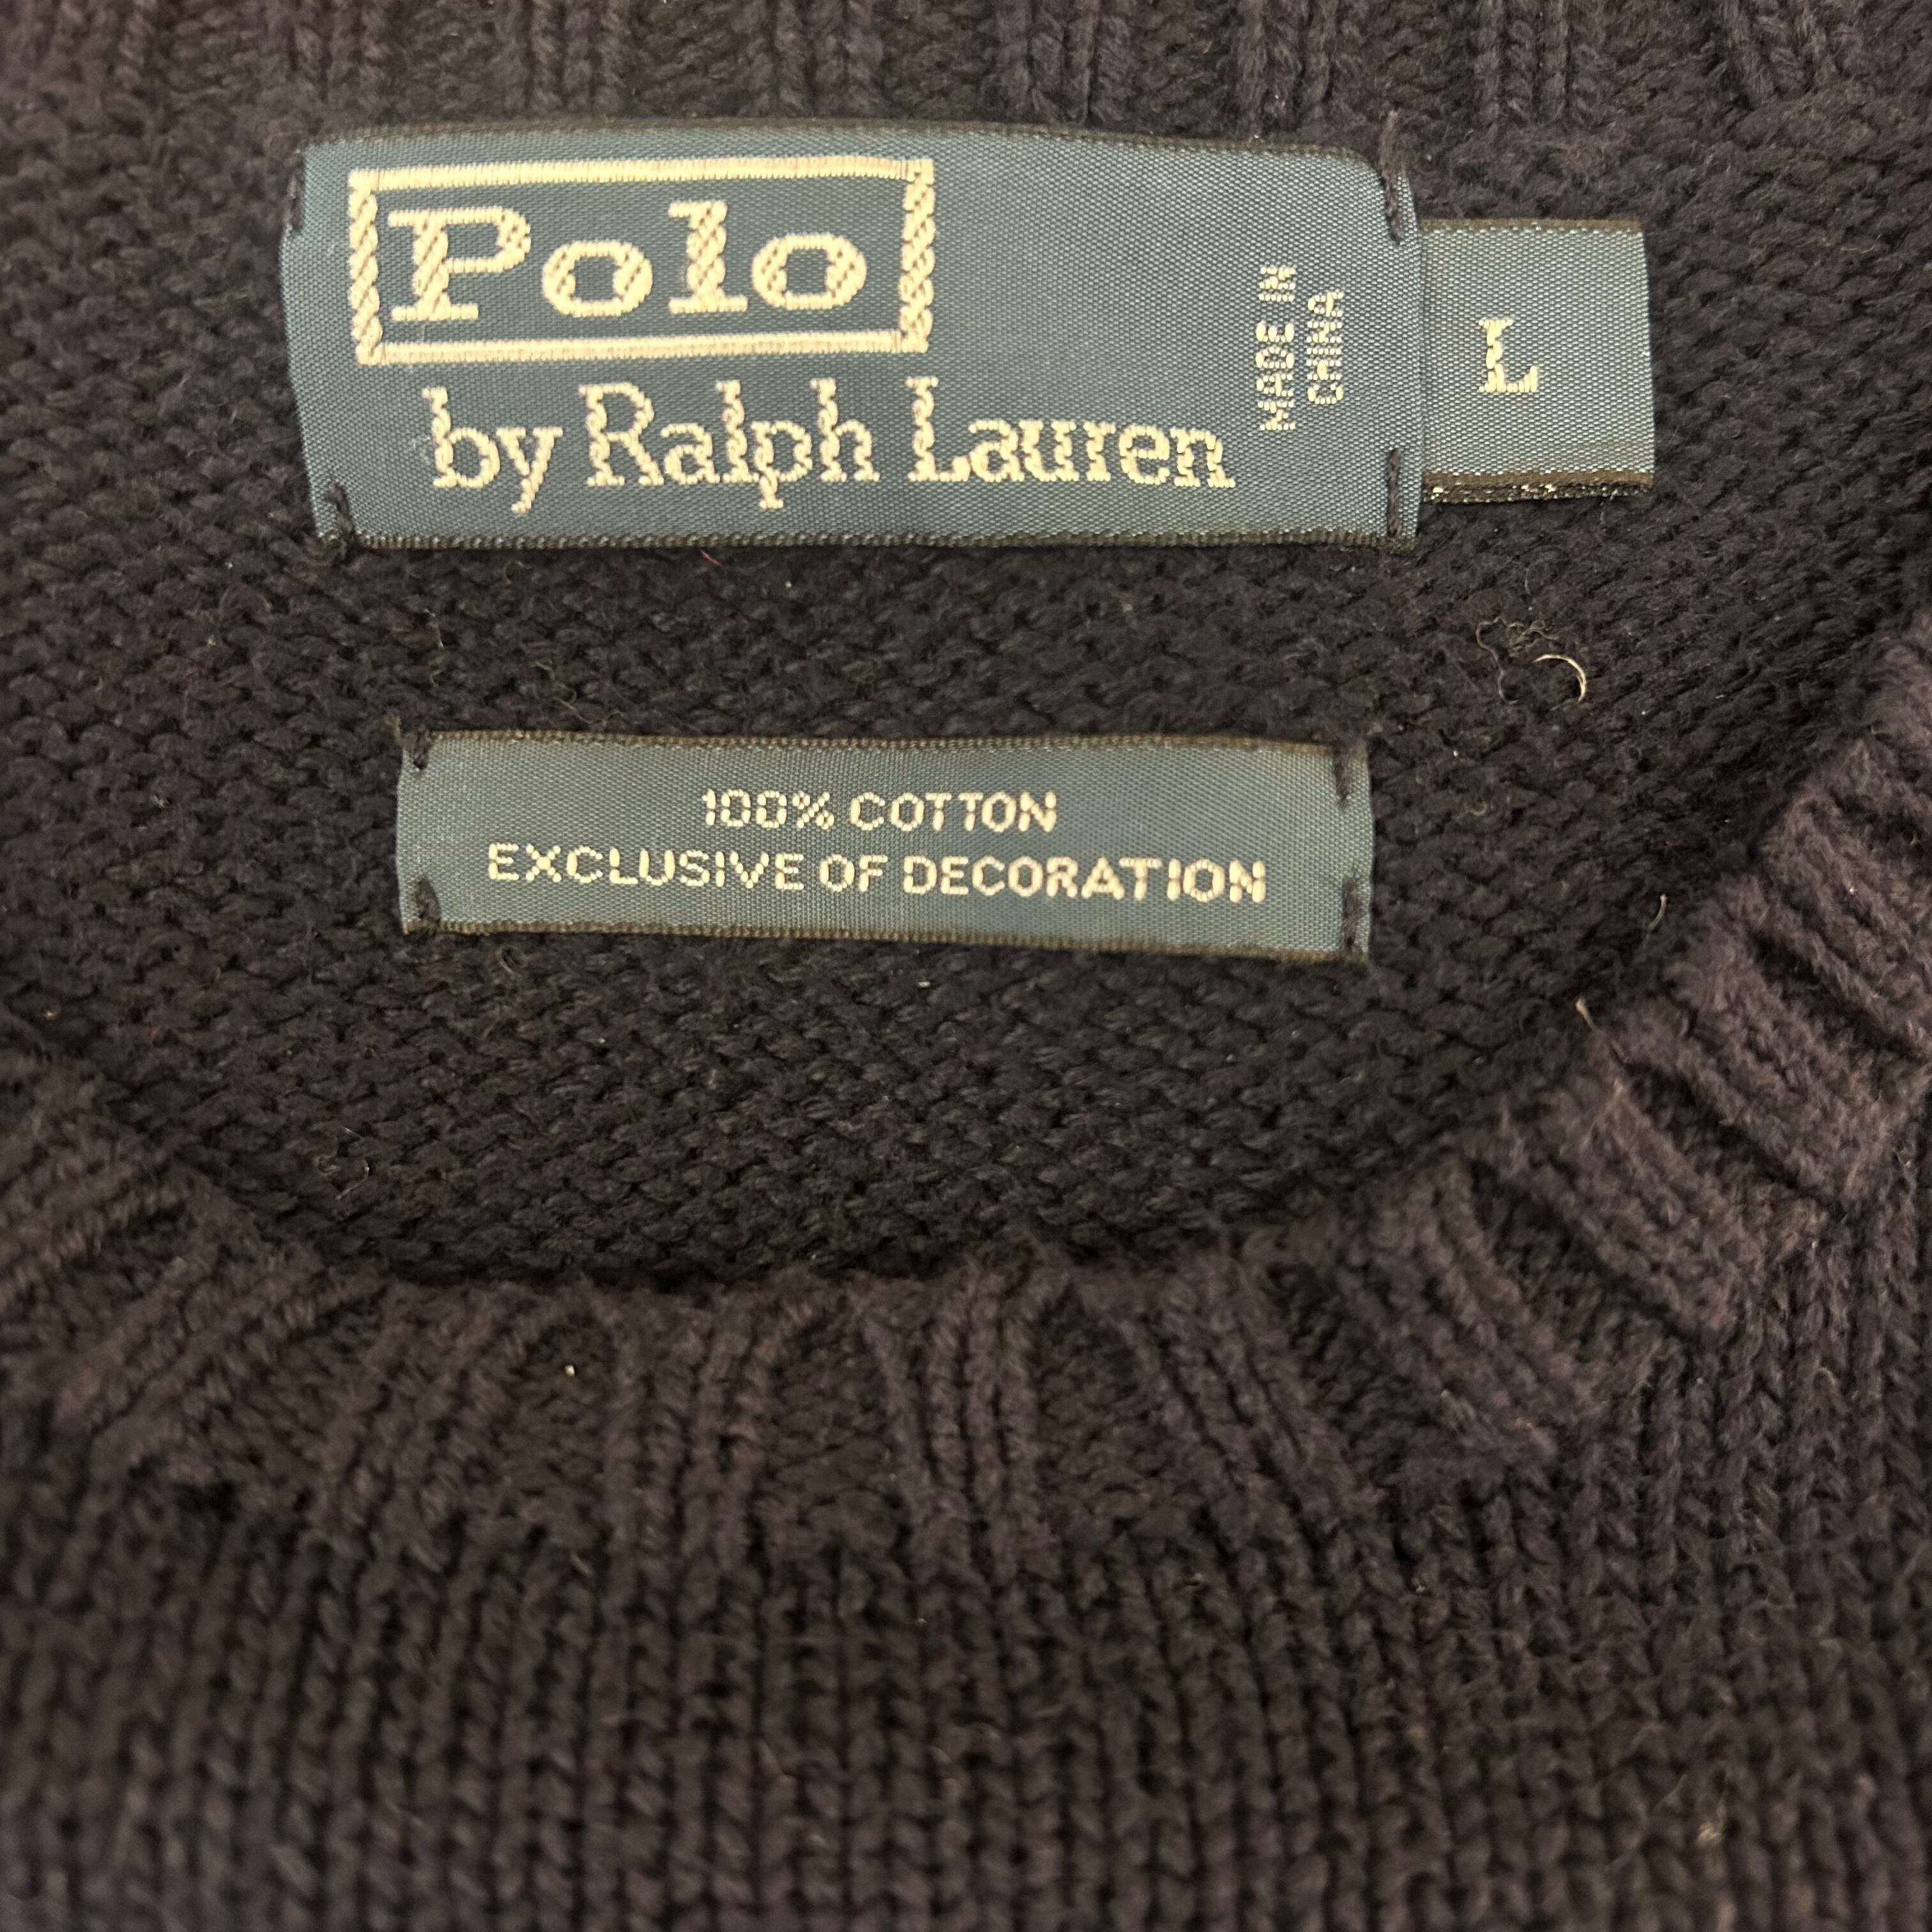 Polo
by Ralph Lauren
MADE IN
CHINA
L
100% COTTON
EXCLUSIVE OF DECORATION